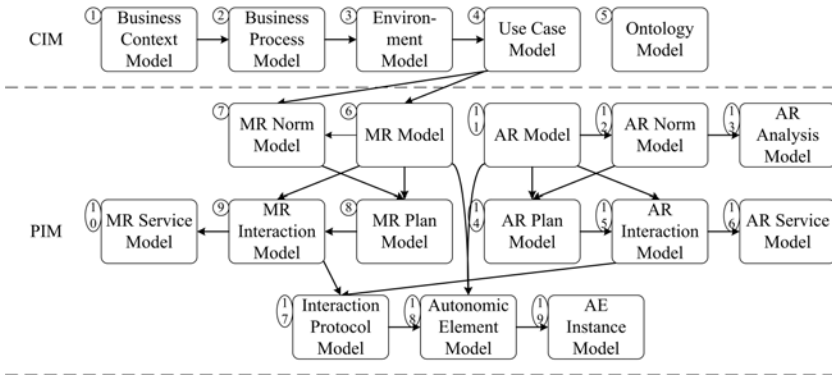 CIM
① Business Context Model
② Business Process Model
③ Environ-ment Model
④ Use Case Model
⑤ Ontology Model
PIM
⑦ MR Norm Model
⑥ MR Model
11 AR Model
12 AR Norm Model
13 AR Analysis Model
10 MR Service Model
⑨ MR Interaction Model
⑧ MR Plan Model
14 AR Plan Model
15 AR Interaction Model
16 AR Service Model
17 Interaction Protocol Model
18 Autonomic Element Model
19 AE Instance Model